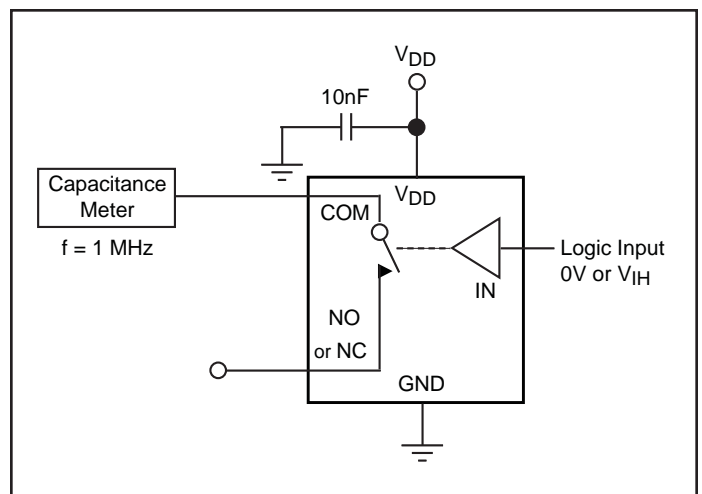 VDD
10nF
Capacitance
Meter
f = 1 MHz
VDD
COM
Logic Input
0V or VIH
IN
NO
or NC
GND